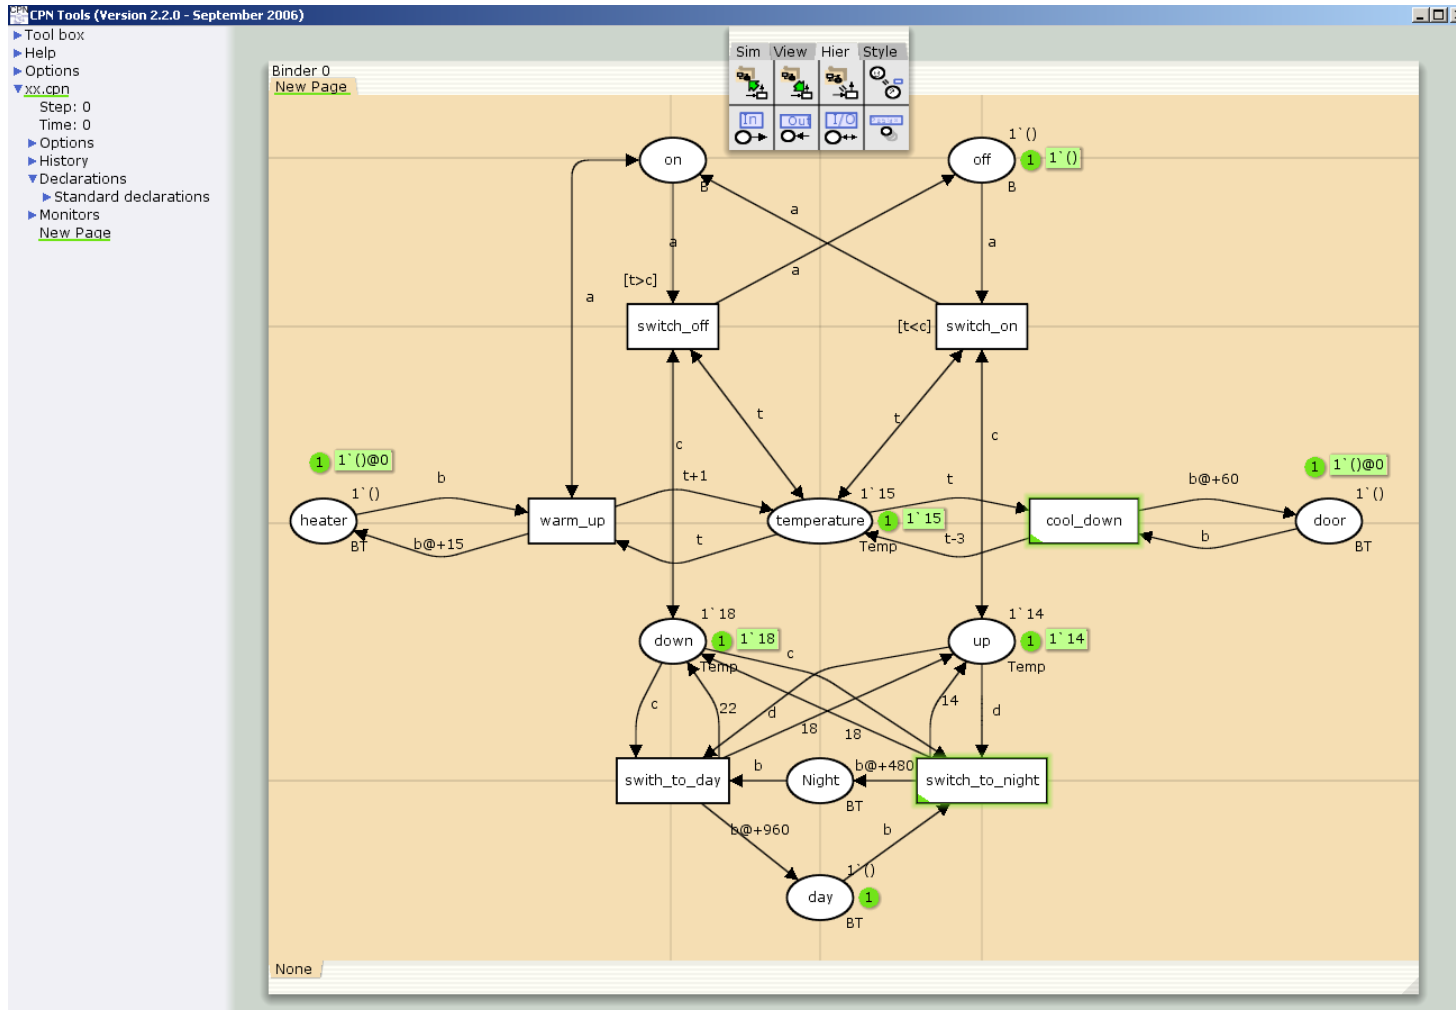 CPN Tools (Version 2.2.0 - September 2006)
Tool box
Help
Options
xx.cpn
Step: 0
Time: 0
Options
History
Declarations
Standard declarations
Monitors
New Page
Binder 0
New Page
Sim View Hier Style
In Out I/O
on
B
off
1`()
1 1`()
B
a
a
a
a
a
[t>c]
switch_off
[t<c]
switch_on
t
t
c
c
1 1`()@0
1`()
heater
BT
b
b@+15
warm_up
t+1
t
temperature
1`15
1 1`15
Temp
t
t-3
cool_down
b@+60
b
1 1`()@0
1`()
door
BT
down
1`18
1 1`18
Temp
up
1`14
1 1`14
Temp
c
c
22
d
18
18
14
d
swith_to_day
b
Night
BT
b@+480
switch_to_night
b@+960
b
day
1`()
1
BT
None